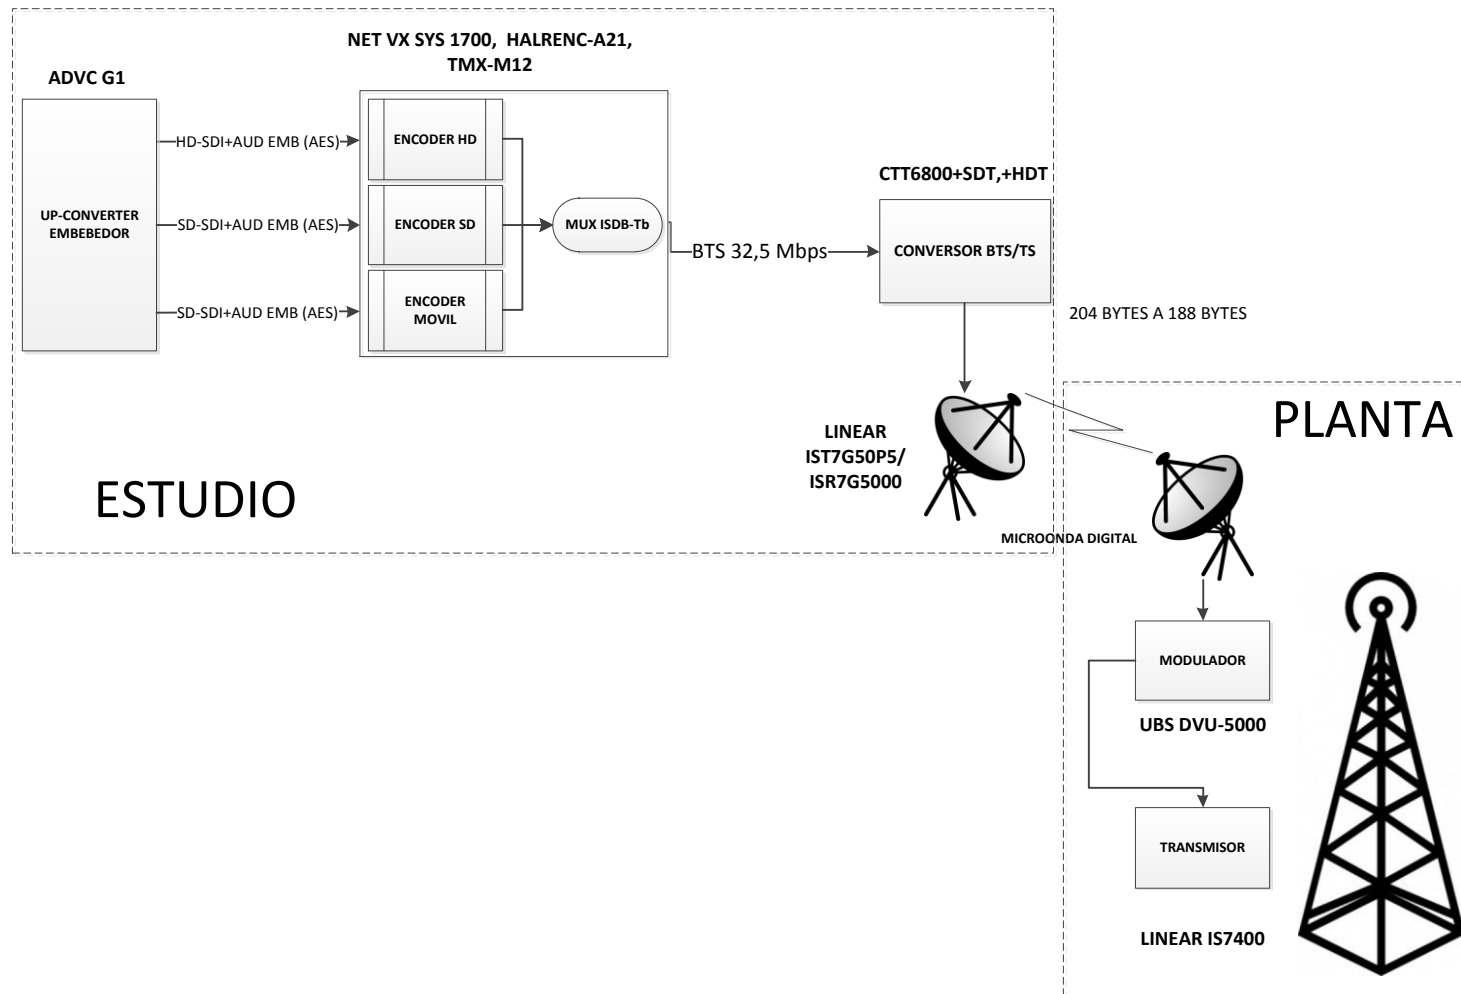 NET VX SYS 1700,  HALRENC-A21,
TMX-M12
ADVC G1
UP-CONVERTER
EMBEBEDOR
HD-SDI+AUD EMB (AES)
SD-SDI+AUD EMB (AES)
SD-SDI+AUD EMB (AES)
ENCODER HD
ENCODER SD
ENCODER
MOVIL
MUX ISDB-Tb
BTS 32,5 Mbps
CTT6800+SDT,+HDT
CONVERSOR BTS/TS
204 BYTES A 188 BYTES
LINEAR
IST7G50P5/
ISR7G5000
ESTUDIO
PLANTA
MICROONDA DIGITAL
MODULADOR
UBS DVU-5000
TRANSMISOR
LINEAR IS7400